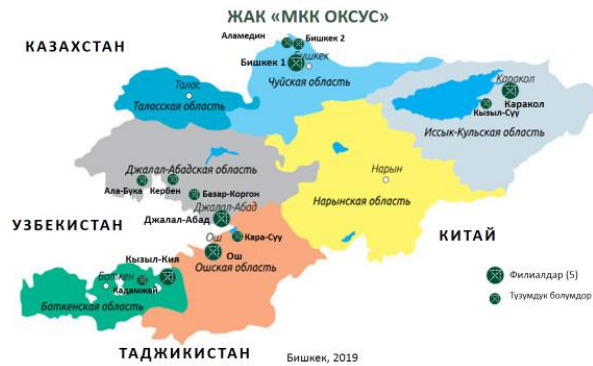 ЖАК «МКК ОКСУС»
КАЗАХСТАН
Аламедин
Бишкек 2
Бишкек
Бишкек 1
Чуйская область
Талас
Таласская область
Каракол
Каракол
Кызыл-Суу
Иссык-Кульская область
Джалал-Абадская область
Ала-Бука
Кербен
Базар-Коргон
Нарын
Нарынская область
Джалал-Абад
Джалал-Абад
УЗБЕКИСТАН
КИТАЙ
Ош
Кара-Суу
Ош
Ошская область
Кызыл-Кия
Баткен
Кадамжай
Баткенская область
Филиалдар (5)
Тузумдук болумдор
ТАДЖИКИСТАН
Бишкек, 2019